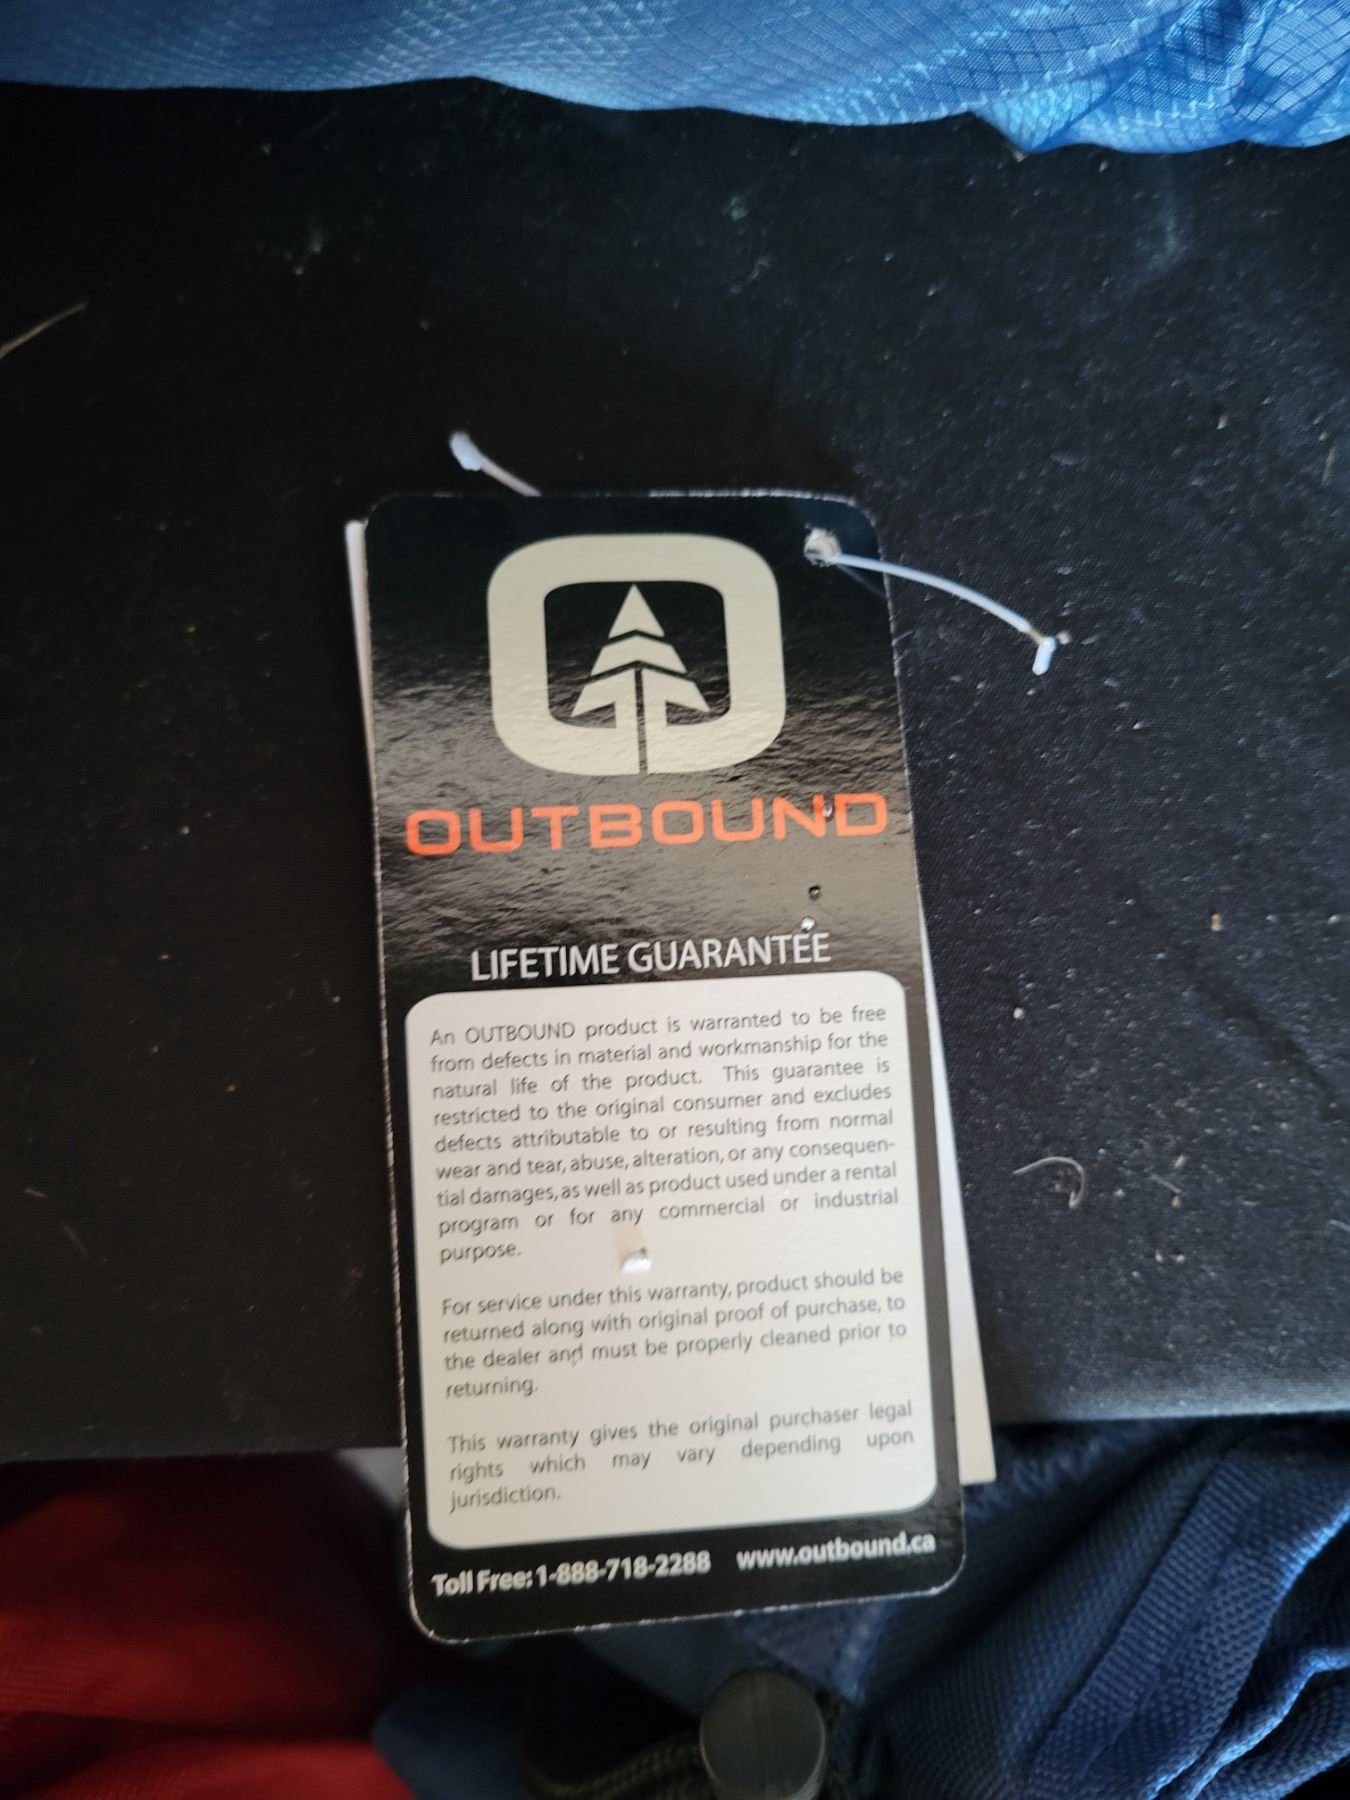 OUTBOUND
LIFETIME GUARANTEE
An OUTBOUND product is warranted to be free
from defects in material and workmanship for the
natural life of the product. This guarantee is
restricted to the original consumer and excludes
defects attributable to or resulting from normal
wear and tear, abuse, alteration, or any consequen-
tial damages, as well as product used under a rental
program or for any commercial or industrial
purpose.
For service under this warranty, product should be
returned along with original proof of purchase, to
the dealer and must be properly cleaned prior to
returning.
This warranty gives the original purchaser legal
rights which may vary depending upon
jurisdiction.
Toll Free: 1-888-718-2288 www.outbound.ca